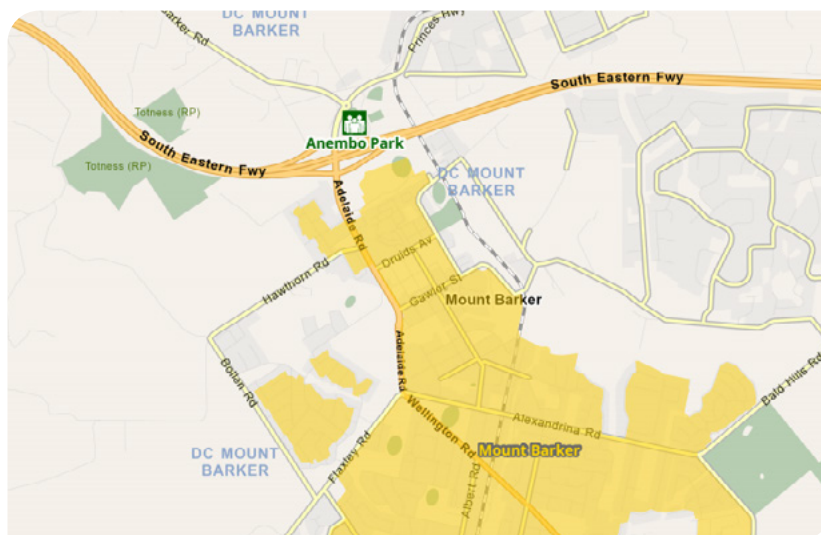 DC MOUNT
BARKER
Barker Rd
Princes Hwy
South Eastern Fwy
Totness (RP)
Anembo Park
South Eastern Fwy
Totness (RP)
DC MOUNT
BARKER
Adelaide Rd
Druids Av
Hawthorn Rd
Gawler St
Mount Barker
Adelaide Rd
Bollan Rd
Bald Hills Rd
Wellington Rd
Alexandrina Rd
Flaxley Rd
Mount Barker
DC MOUNT
BARKER
Albert Rd